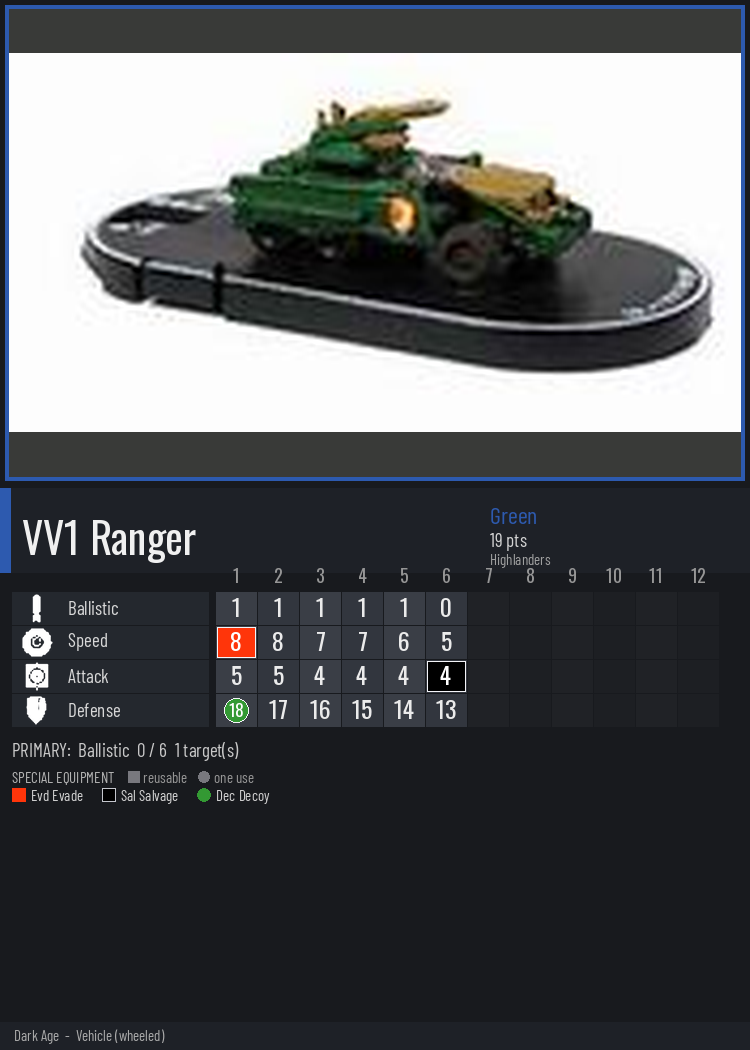 VV1 Ranger
Green
19 pts
Highlanders
1 2 3 4 5 6 7 8 9 10 11 12
Ballistic 1 1 1 1 1 0
Speed 8 8 7 7 6 5
Attack 5 5 4 4 4 4
Defense 18 17 16 15 14 13
PRIMARY: Ballistic 0 / 6 1 target(s)
SPECIAL EQUIPMENT reusable one use
Evd Evade Sal Salvage Dec Decoy
Dark Age - Vehicle (wheeled)